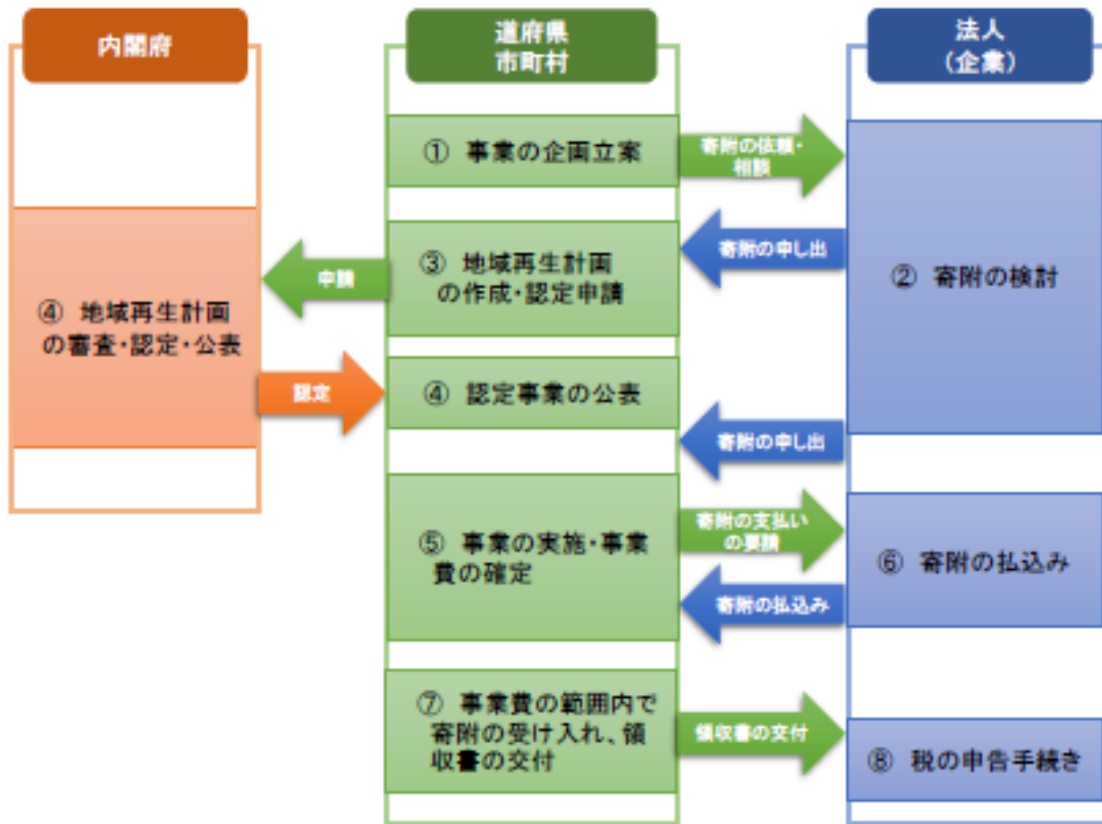 内閣府
道府県
市町村
法人
(企業)
① 事業の企画立案
寄附の依頼・
相談
② 寄附の検討
寄附の申し出
③ 地域再生計画
の作成・認定申請
申請
④ 地域再生計画
の審査・認定・公表
認定
④ 認定事業の公表
寄附の申し出
⑤ 事業の実施・事業
費の確定
寄附の支払い
の要請
⑥ 寄附の払込み
寄附の払込み
⑦ 事業費の範囲内で
寄附の受け入れ、領
収書の交付
領収書の交付
⑧ 税の申告手続き